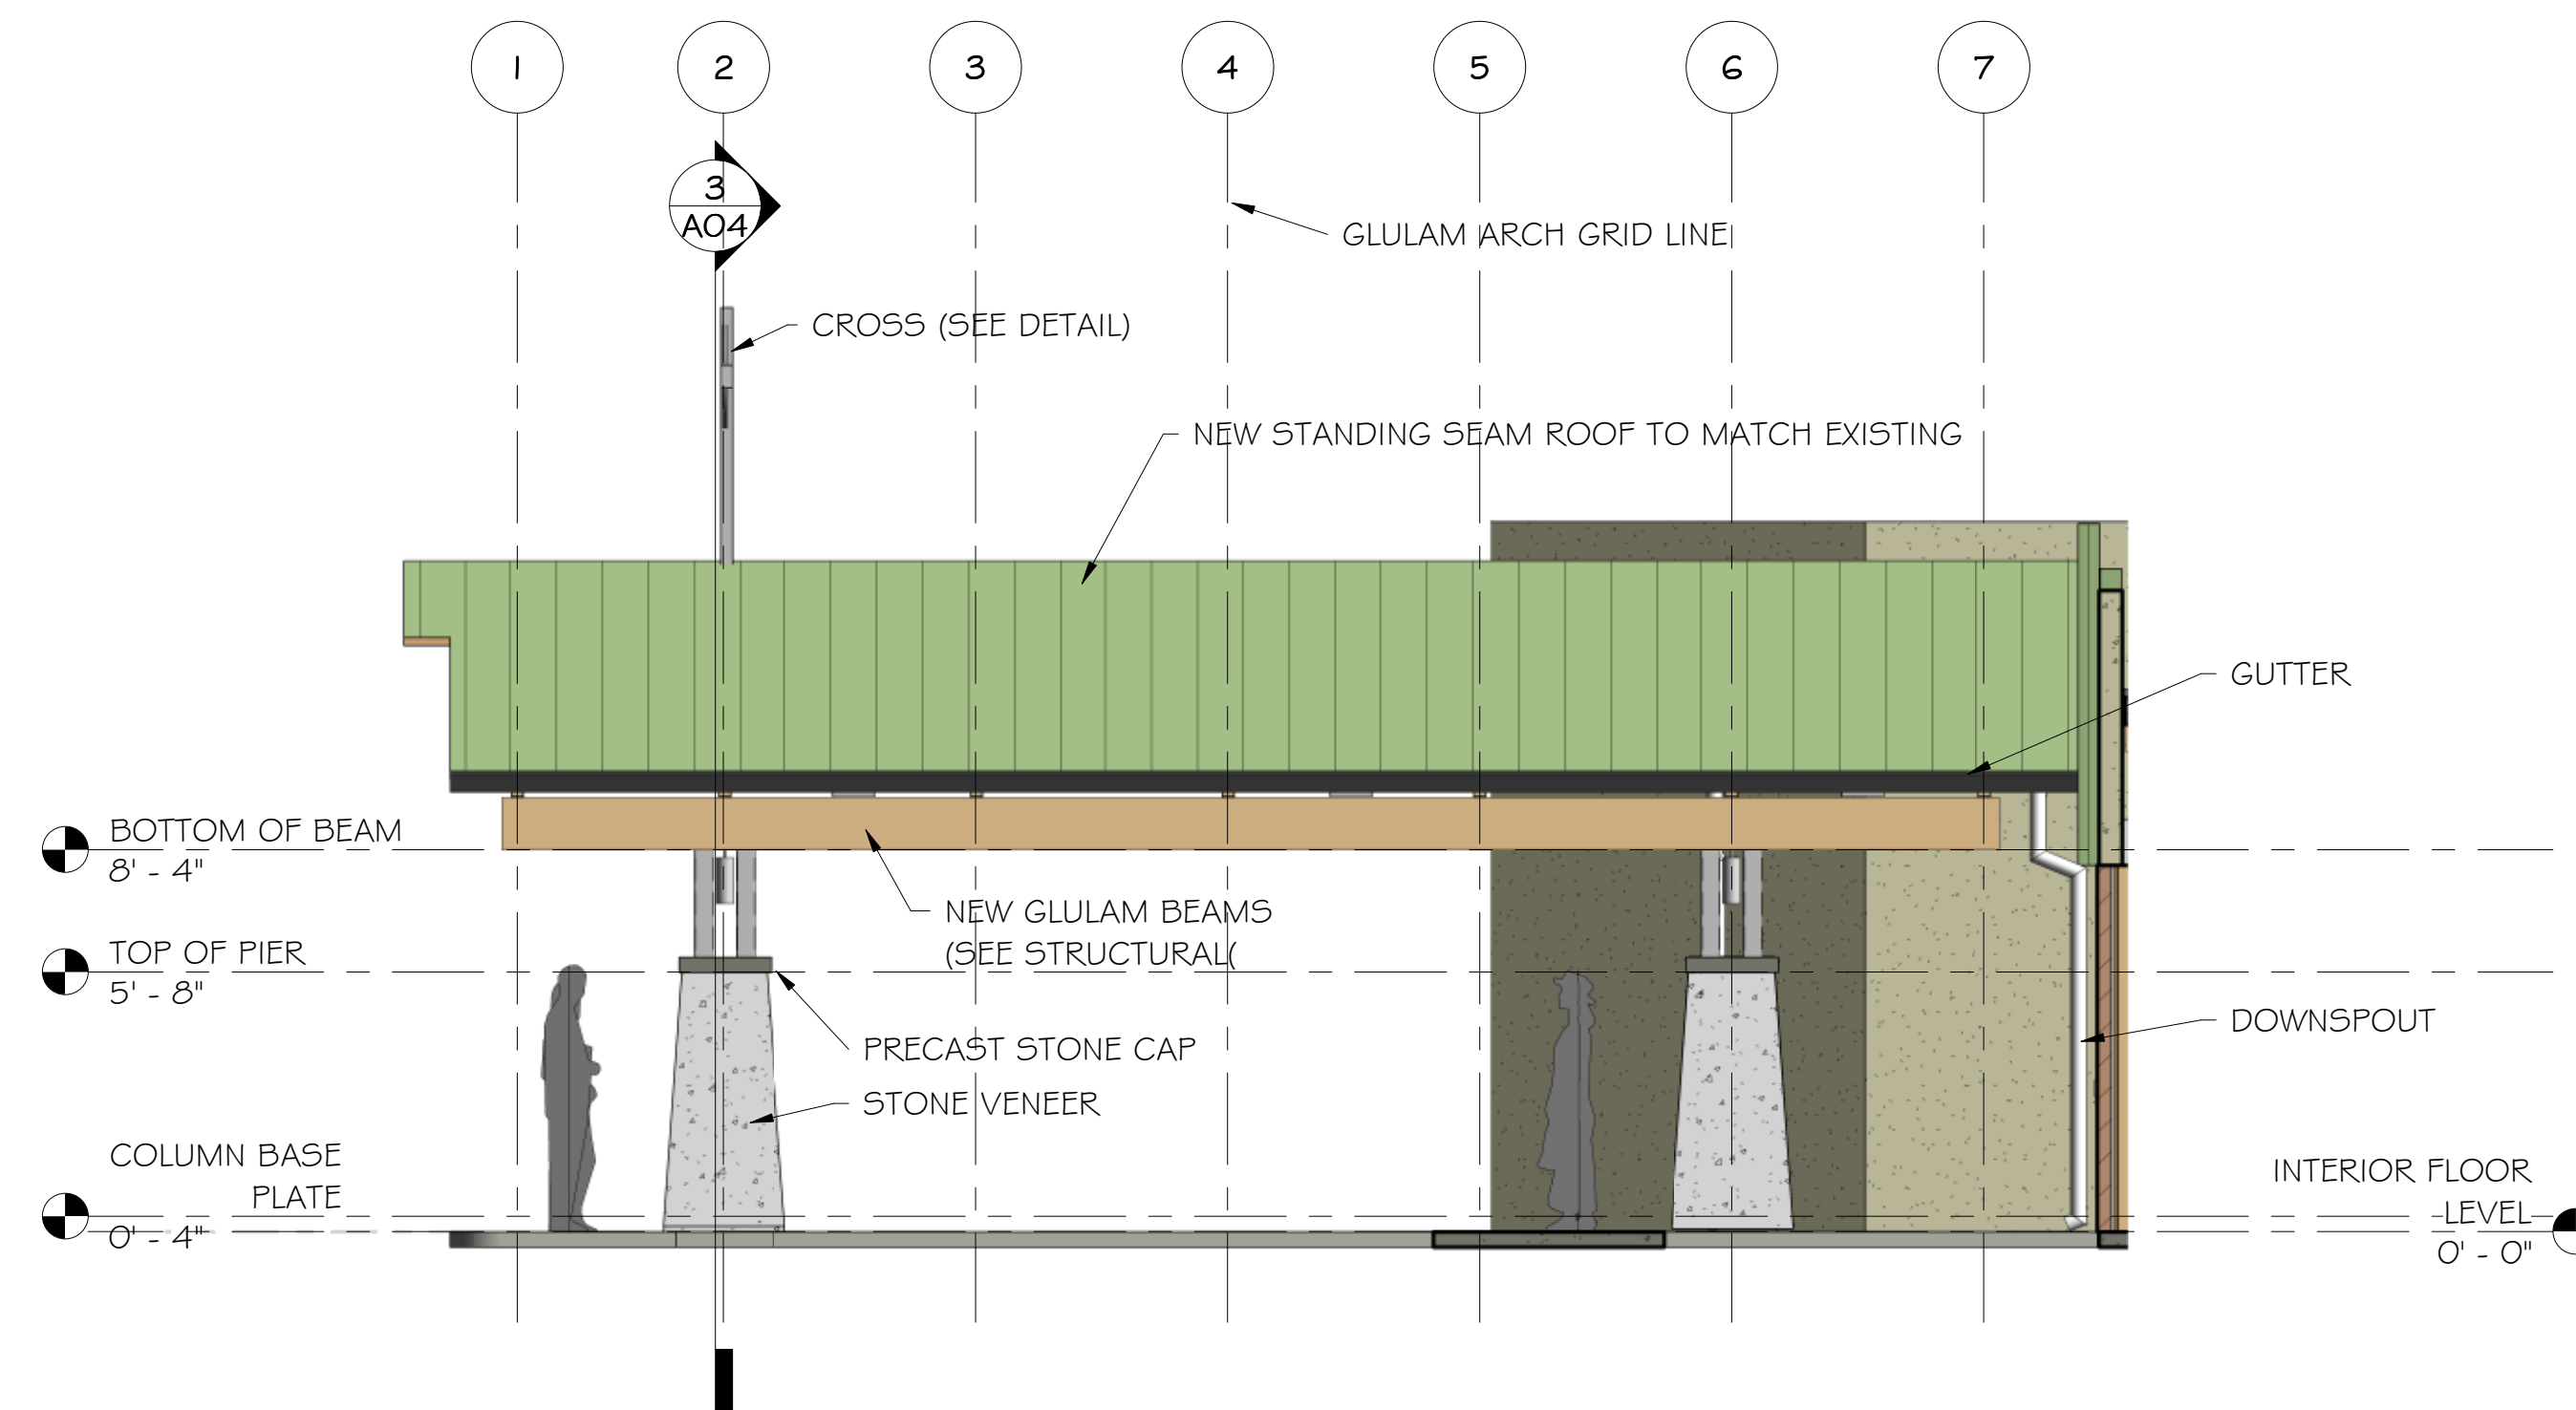 1 2 3 4 5 6 7
3
A04
GLULAM ARCH GRID LINE
CROSS (SEE DETAIL)
NEW STANDING SEAM ROOF TO MATCH EXISTING
GUTTER
BOTTOM OF BEAM
8' - 4"
NEW GLULAM BEAMS
(SEE STRUCTURAL(
TOP OF PIER
5' - 8"
PRECAST STONE CAP
DOWNSPOUT
STONE VENEER
COLUMN BASE
PLATE
0' - 4"
INTERIOR FLOOR
LEVEL
0' - 0"